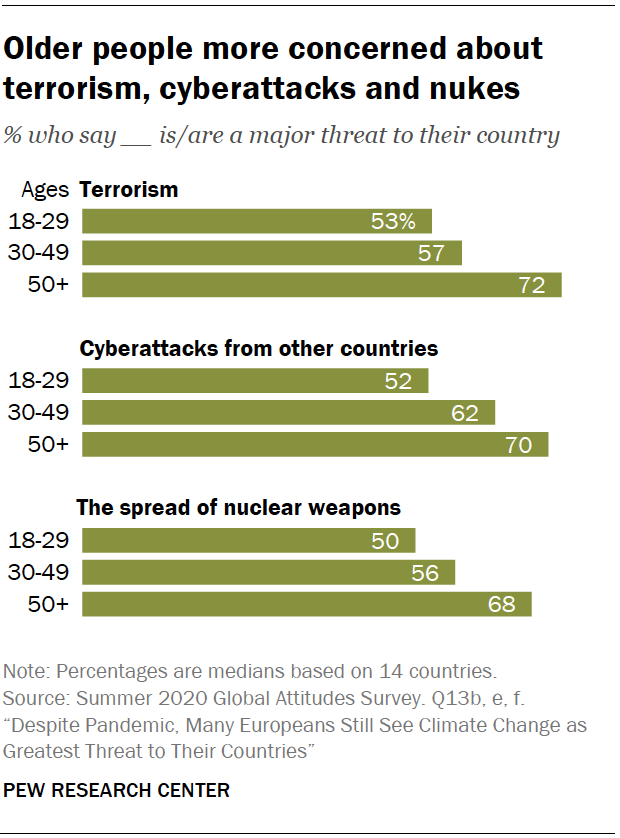 Older people more concerned about
terrorism, cyberattacks and nukes
% who say __ is/are a major threat to their country
Ages Terrorism
18-29 53%
30-49 57
50+ 72
Cyberattacks from other countries
18-29 52
30-49 62
50+ 70
The spread of nuclear weapons
18-29 50
30-49 56
50+ 68
Note: Percentages are medians based on 14 countries.
Source: Summer 2020 Global Attitudes Survey. Q13b, e, f.
“Despite Pandemic, Many Europeans Still See Climate Change as
Greatest Threat to Their Countries”
PEW RESEARCH CENTER